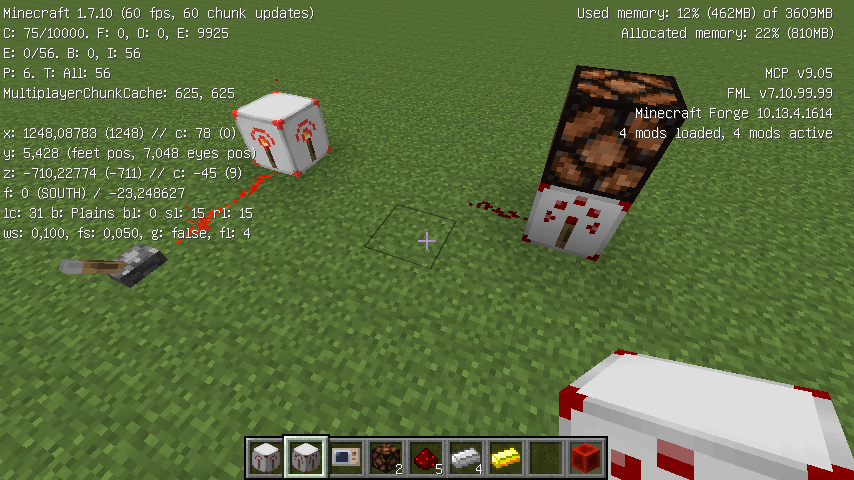 Minecraft 1.7.10 (60 fps, 60 chunk updates)
C: 75/10000. F: 0, O: 0, E: 9925
E: 0/56. B: 0, I: 56
P: 6. T: All: 56
MultiplayerChunkCache: 625, 625
x: 1248,08783 (1248) // c: 78 (0)
y: 5,428 (feet pos, 7,048 eyes pos)
z: -710,22774 (-711) // c: -45 (9)
f: 0 (SOUTH) / -23,248627
lc: 31 b: Plains bl: 0 sl: 15 rl: 15
ws: 0,100, fs: 0,050, g: false, fl: 4
Used memory: 12% (462MB) of 3609MB
Allocated memory: 22% (810MB)
MCP v9.05
FML v7.10.99.99
Minecraft Forge 10.13.4.1614
4 mods loaded, 4 mods active
2
5
4